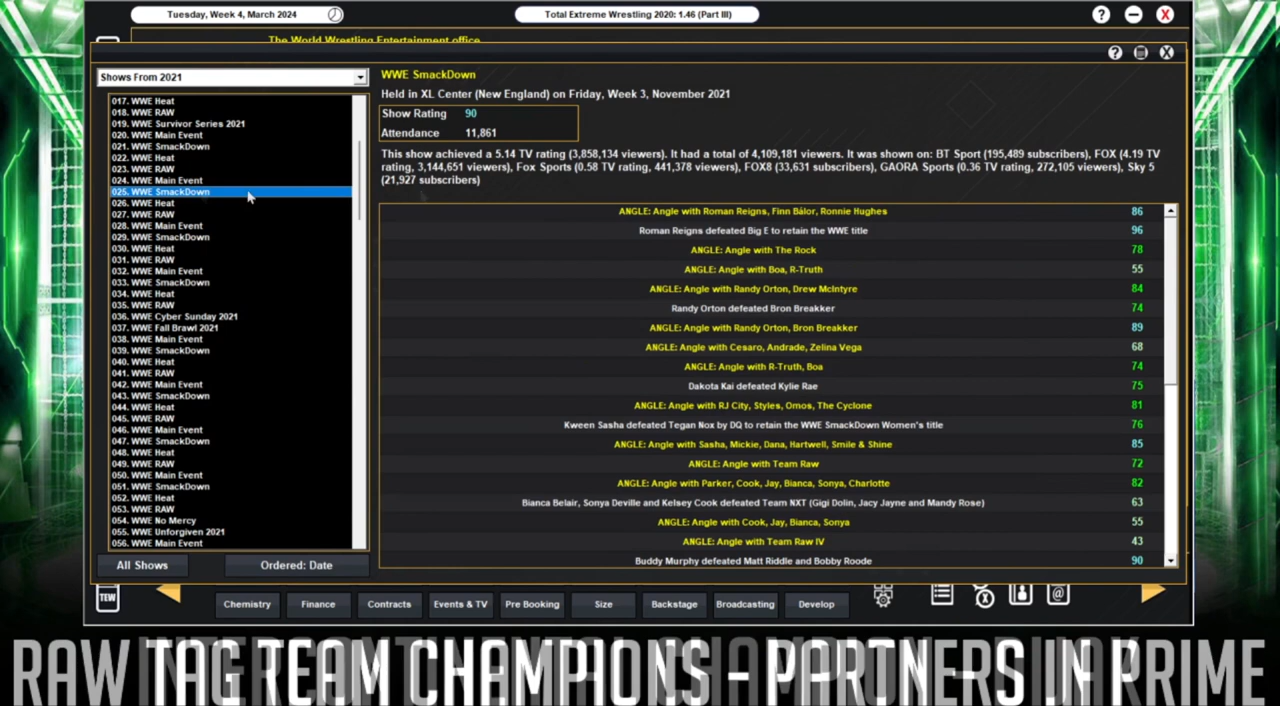 Tuesday, Week 4, March 2024
Total Extreme Wrestling 2020: 1.46 (Part III)
?
X
The World Wrestling Entertainment office
?
X
Shows From 2021
017. WWE Heat
018. WWE RAW
019. WWE Survivor Series 2021
020. WWE Main Event
021. WWE SmackDown
022. WWE Heat
023. WWE RAW
024. WWE Main Event
025. WWE SmackDown
026. WWE Heat
027. WWE RAW
028. WWE Main Event
029. WWE SmackDown
030. WWE Heat
031. WWE RAW
032. WWE Main Event
033. WWE SmackDown
034. WWE Heat
035. WWE RAW
036. WWE Cyber Sunday 2021
037. WWE Fall Brawl 2021
038. WWE Main Event
039. WWE SmackDown
040. WWE Heat
041. WWE RAW
042. WWE Main Event
043. WWE SmackDown
044. WWE Heat
045. WWE RAW
046. WWE Main Event
047. WWE SmackDown
048. WWE Heat
049. WWE RAW
050. WWE Main Event
051. WWE SmackDown
052. WWE Heat
053. WWE RAW
054. WWE No Mercy
055. WWE Unforgiven 2021
056. WWE Main Event
All Shows
Ordered: Date
WWE SmackDown
Held in XL Center (New England) on Friday, Week 3, November 2021
Show Rating 90
Attendance 11,861
This show achieved a 5.14 TV rating (3,858,134 viewers). It had a total of 4,109,181 viewers. It was shown on: BT Sport (195,489 subscribers), FOX (4.19 TV
rating, 3,144,651 viewers), Fox Sports (0.58 TV rating, 441,378 viewers), FOX8 (33,631 subscribers), GAORA Sports (0.36 TV rating, 272,105 viewers), Sky 5
(21,927 subscribers)
ANGLE: Angle with Roman Reigns, Finn Bálor, Ronnie Hughes 86
Roman Reigns defeated Big E to retain the WWE title 96
ANGLE: Angle with The Rock 78
ANGLE: Angle with Boa, R-Truth 55
ANGLE: Angle with Randy Orton, Drew McIntyre 84
Randy Orton defeated Bron Breakker 74
ANGLE: Angle with Randy Orton, Bron Breakker 89
ANGLE: Angle with Cesaro, Andrade, Zelina Vega 68
ANGLE: Angle with R-Truth, Boa 74
Dakota Kai defeated Kylie Rae 75
ANGLE: Angle with RJ City, Styles, Omos, The Cyclone 81
Kween Sasha defeated Tegan Nox by DQ to retain the WWE SmackDown Women's title 76
ANGLE: Angle with Sasha, Mickie, Dana, Hartwell, Smile & Shine 85
ANGLE: Angle with Team Raw 72
ANGLE: Angle with Parker, Cook, Jay, Bianca, Sonya, Charlotte 82
Bianca Belair, Sonya Deville and Kelsey Cook defeated Team NXT (Gigi Dolin, Jacy Jayne and Mandy Rose) 63
ANGLE: Angle with Cook, Jay, Bianca, Sonya 55
ANGLE: Angle with Team Raw IV 43
Buddy Murphy defeated Matt Riddle and Bobby Roode 90
TEW
Chemistry
Finance
Contracts
Events & TV
Pre Booking
Size
Backstage
Broadcasting
Develop
X
@
RAW TAG TEAM CHAMPIONS - PARTNERS IN KRIME